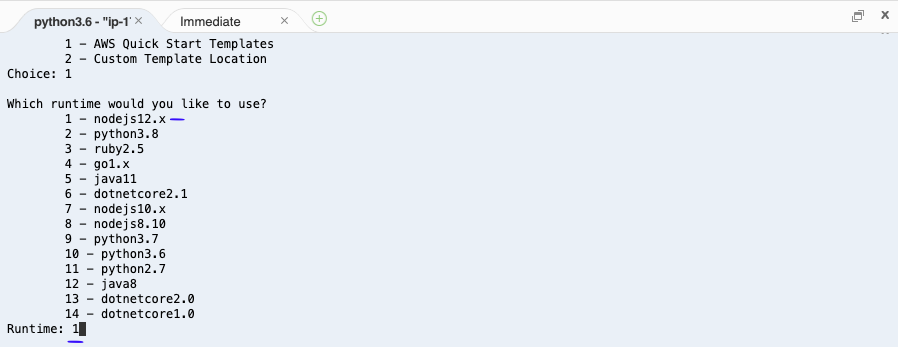 python3.6 - "ip-1
Immediate
1 – AWS Quick Start Templates
2 – Custom Template Location
Choice: 1
Which runtime would you like to use?
1 – nodejs12.x
2 – python3.8
3 – ruby2.5
4 – go1.x
5 – java11
6 – dotnetcore2.1
7 – nodejs10.x
8 – nodejs8.10
9 – python3.7
10 – python3.6
11 – python2.7
12 – java8
13 – dotnetcore2.0
14 – dotnetcore1.0
Runtime: 1